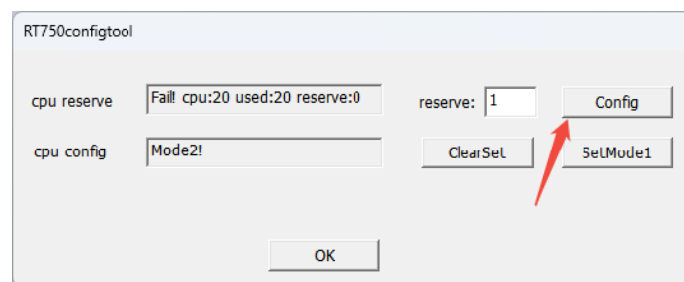 RT750configtool
cpu reserve Fail! cpu:20 used:20 reserve:0 reserve: 1 Config
cpu config Mode2! ClearSet SetMode1
OK